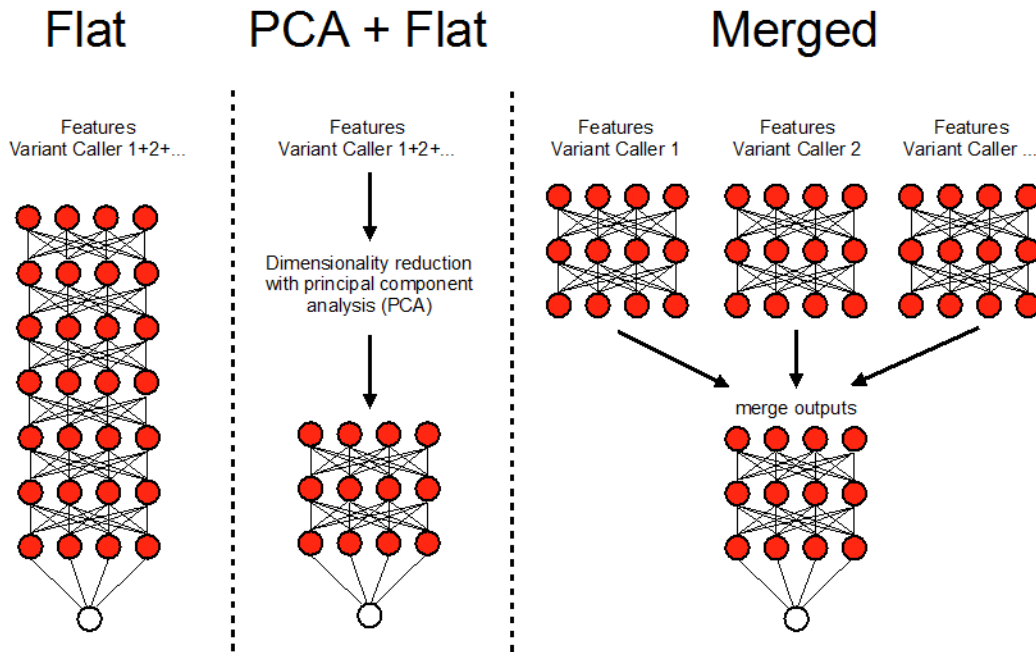 Flat
PCA + Flat
Merged
Features
Variant Caller 1+2+...
Features
Variant Caller 1+2+...
Dimensionality reduction
with principal component
analysis (PCA)
Features
Variant Caller 1
Features
Variant Caller 2
Features
Variant Caller ...
merge outputs